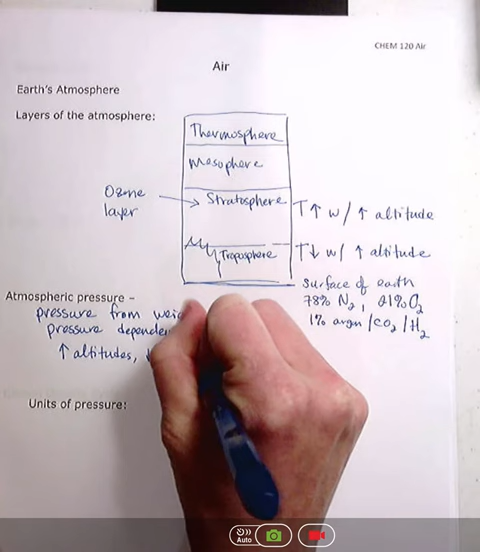 CHEM 120 Air
Air
Earth's Atmosphere
Layers of the atmosphere:
Thermosphere
Mesophere
Ozone layer
Stratosphere T↑ w/ ↑ altitude
Troposphere T↓ w/ ↑ altitude
surface of earth
78% N₂, 21% O₂
1% argon/CO₂/H₂
Atmospheric pressure –
pressure from
pressure
↑ altitudes,
Units of pressure:
Auto